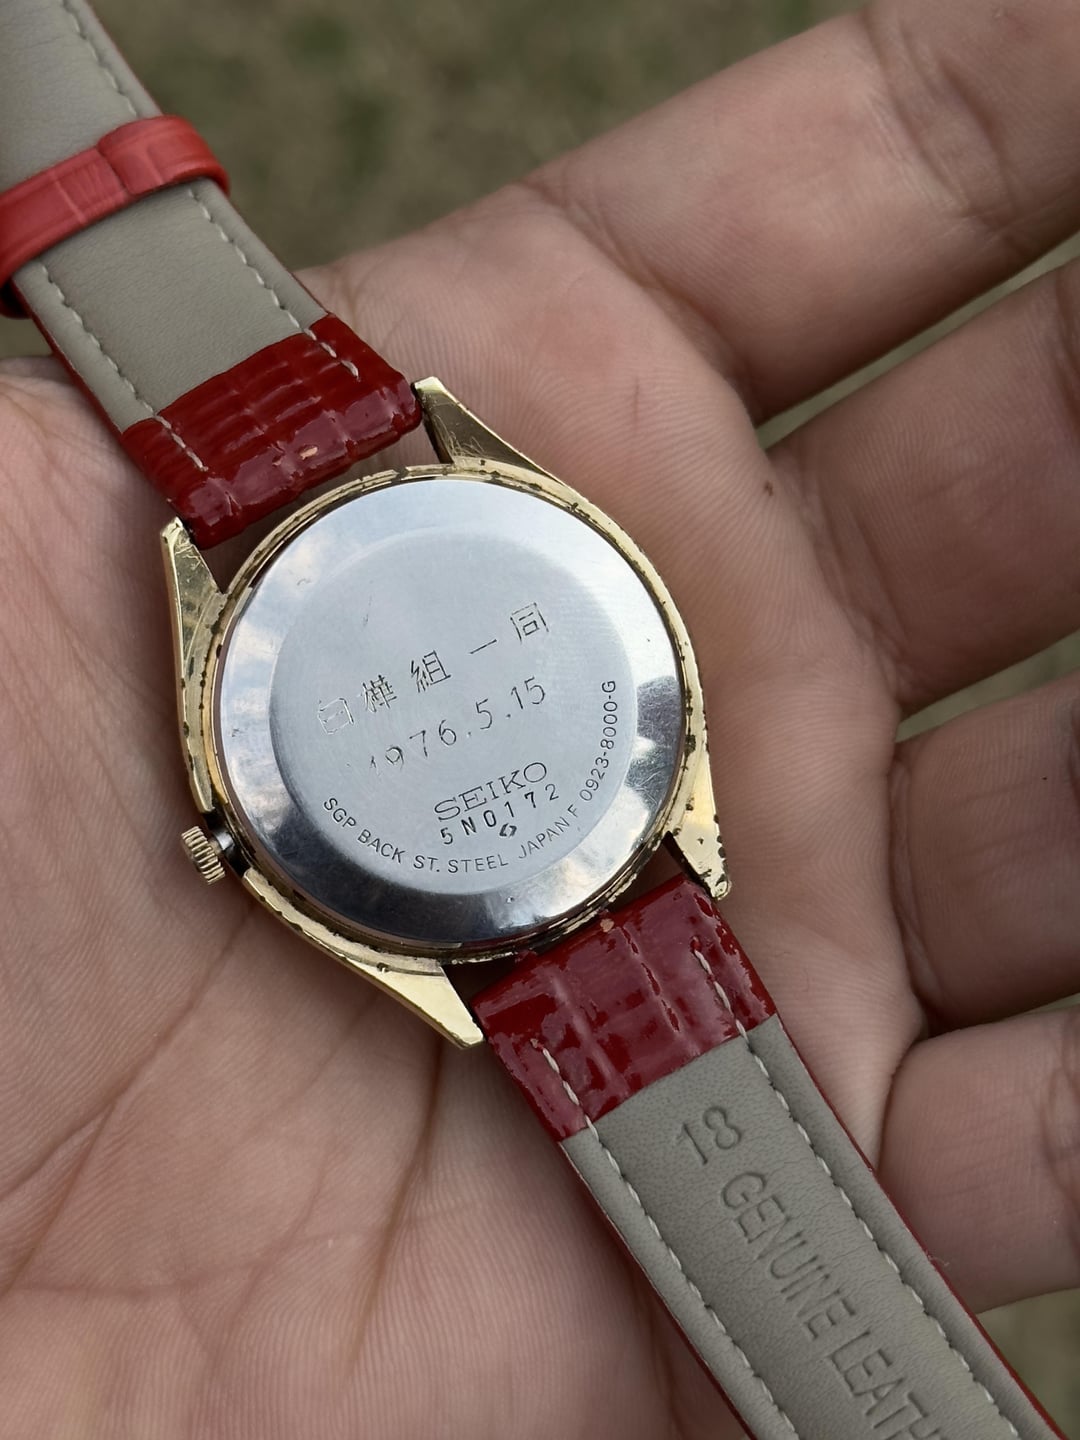 白樺組一同
1976.5.15
SEIKO
5N0172
SGP BACK ST. STEEL JAPAN F 0923-8000-G
18
GENUINE